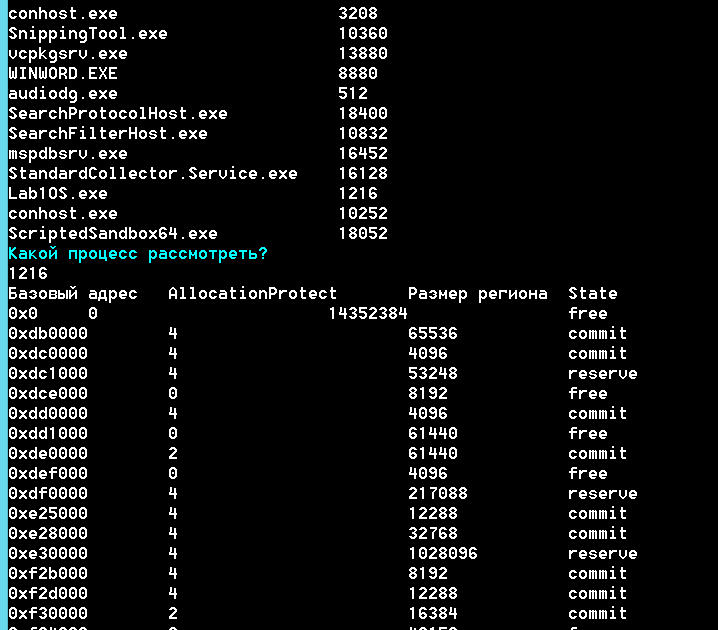 conhost.exe 3208
SnippingTool.exe 10360
vcpkgsrv.exe 13880
WINWORD.EXE 8880
audiodg.exe 512
SearchProtocolHost.exe 18400
SearchFilterHost.exe 10832
mspdbsrv.exe 16452
StandardCollector.Service.exe 16128
Lab1OS.exe 1216
conhost.exe 10252
ScriptedSandbox64.exe 18052
Какой процесс рассмотреть?
1216
Базовый адрес AllocationProtect Размер региона State
0x0 0 14352384 free
0xdb0000 4 65536 commit
0xdc0000 4 4096 commit
0xdc1000 4 53248 reserve
0xdce000 0 8192 free
0xdd0000 4 4096 commit
0xdd1000 0 61440 free
0xde0000 2 61440 commit
0xdef000 0 4096 free
0xdf0000 4 217088 reserve
0xe25000 4 12288 commit
0xe28000 4 32768 commit
0xe30000 4 1028096 reserve
0xf2b000 4 8192 commit
0xf2d000 4 12288 commit
0xf30000 2 16384 commit